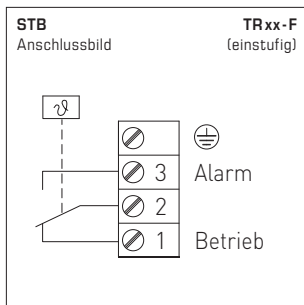 STB TRxx-F
Anschlussbild (einstufig)
ϑ
3 Alarm
2
1 Betrieb